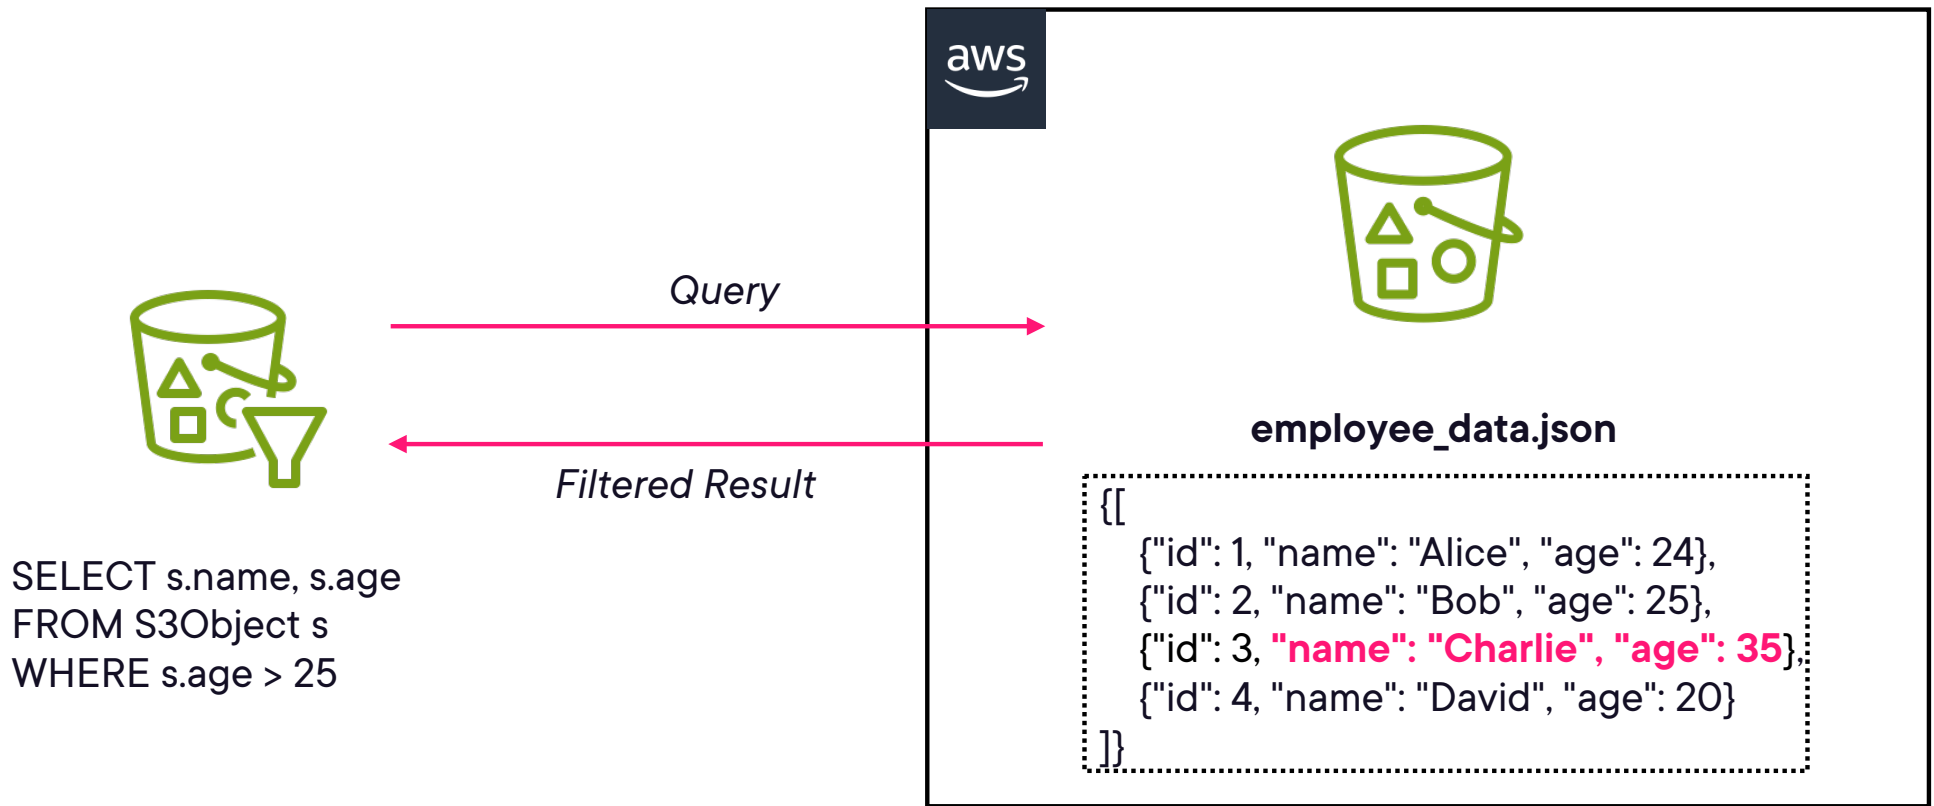 aws
Query
Filtered Result
SELECT s.name, s.age
FROM S3Object s
WHERE s.age > 25
employee_data.json
{[
{"id": 1, "name": "Alice", "age": 24},
{"id": 2, "name": "Bob", "age": 25},
{"id": 3, "name": "Charlie", "age": 35},
{"id": 4, "name": "David", "age": 20}
]}